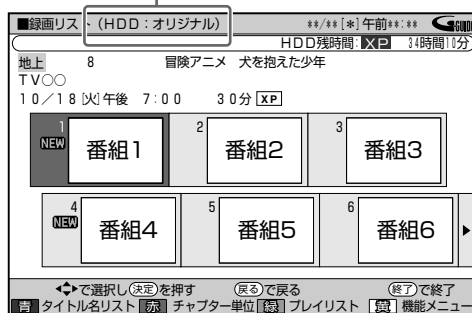 ■録画リスト（HDD：オリジナル） **/** [*] 午前**:** G-GUIDE
HDD残時間：XP 34時間10分
地上 8 冒険アニメ 犬を抱えた少年
TV○○
10／18 [火] 午後 7:00 30分 XP
1 NEW 番組1
2 番組2
3 番組3
4 NEW 番組4
5 番組5
6 番組6
で選択し 決定 を押す 戻る で戻る 終了 で終了
青 タイトル名リスト 赤 チャプター単位 緑 プレイリスト 黄 機能メニュー